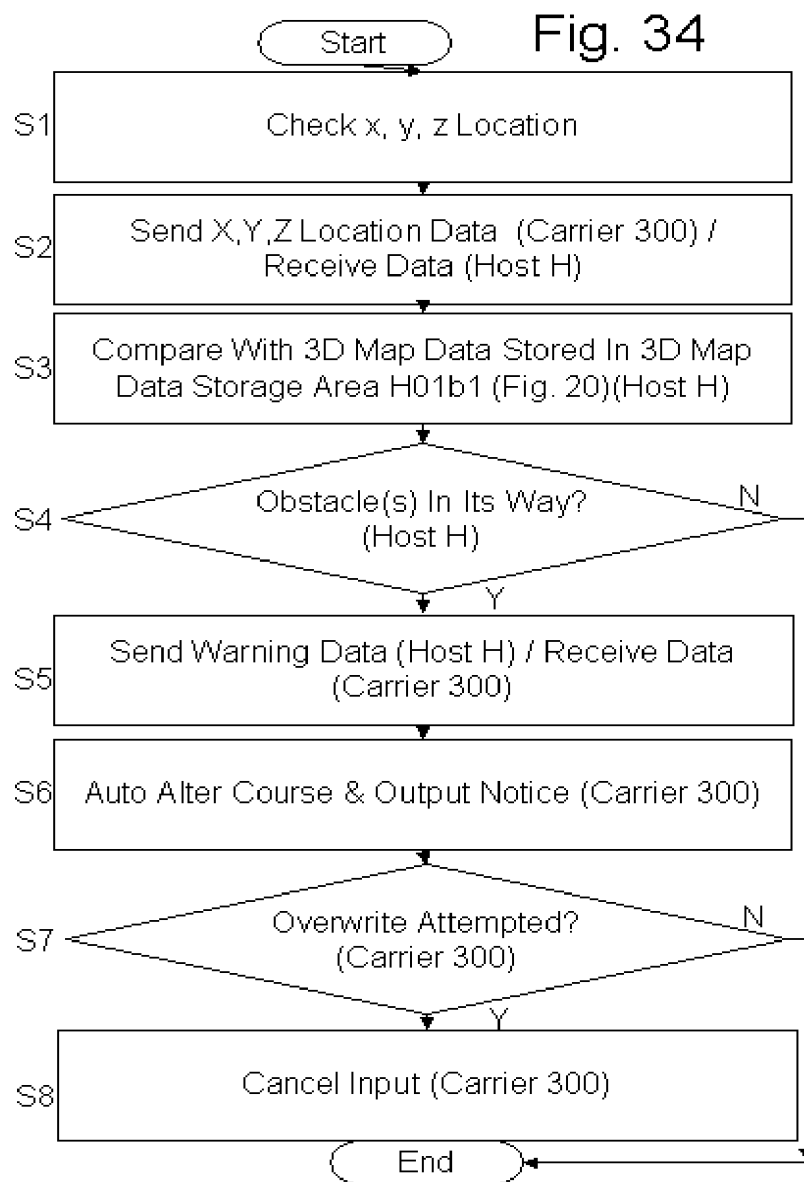 Fig. 34
Start
S1
Check x, y, z Location
S2
Send X,Y,Z Location Data (Carrier 300) /
Receive Data (Host H)
S3
Compare With 3D Map Data Stored In 3D Map
Data Storage Area H01b1 (Fig. 20)(Host H)
S4
Obstacle(s) In Its Way?
(Host H)
N
Y
S5
Send Warning Data (Host H) / Receive Data
(Carrier 300)
S6
Auto Alter Course & Output Notice (Carrier 300)
S7
Overwrite Attempted?
(Carrier 300)
N
Y
S8
Cancel Input (Carrier 300)
End